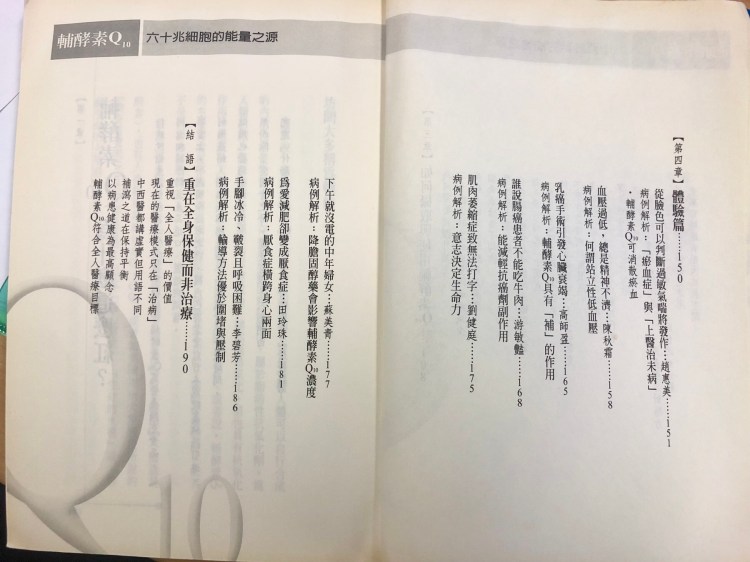 輔酵素Q10
六十兆細胞的能量之源
【第四章】體驗篇……150
從臉色可以判斷過敏氣喘將發作…趙惠美……151
病例解析：「瘀血症」與「上醫治未病」
・輔酵素Q10可消散瘀血
血壓過低，總是精神不濟…陳秋霜……158
病例解析：何謂站立性低血壓
乳癌手術引發心臟衰竭…高師盈……165
病例解析：輔酵素Q10具有「補」的作用
誰說腸癌患者不能吃牛肉…游敏豔……168
病例解析：能減輕抗癌劑副作用
肌肉萎縮症致無法打字…劉健庭……175
病例解析：意志決定生命力
下午就沒電的中年婦女…蘇美青……177
病例解析：降膽固醇藥會影響輔酵素Q10濃度
為愛減肥卻變成厭食症…田玲珠……181
病例解析：厭食症橫跨身心兩面
手腳冰冷、皸裂且呼吸困難…李碧芳……186
病例解析：輸導方法優於圍堵與壓制
【結語】重在全身保健而非治療……190
重視「全人醫療」的價值
現在的醫療模式只在「治病」
中西醫都講虛實但用語不同
補瀉之道在保持平衡
以病患健康為最高願念
輔酵素Q10符合全人醫療目標